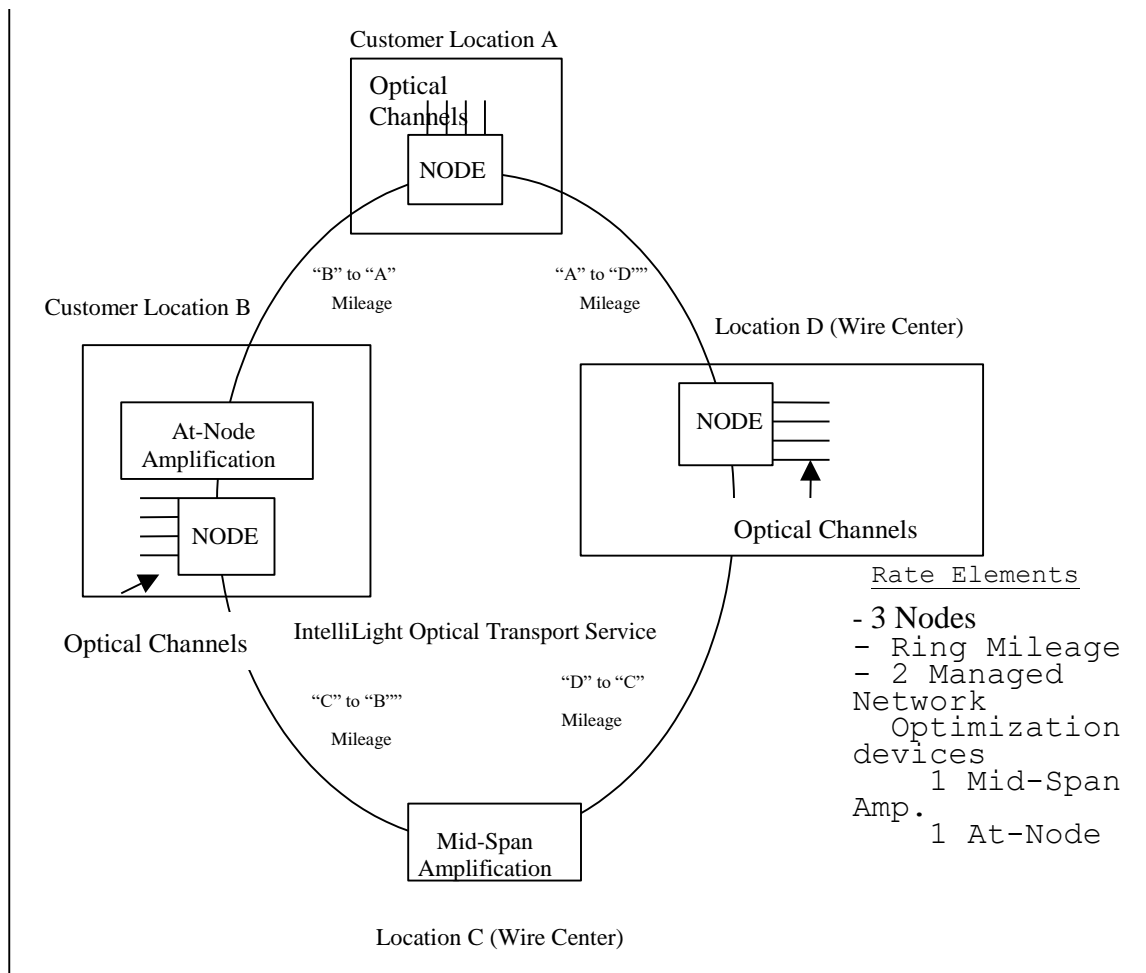 Customer Location A
Optical
Channels
NODE
“B” to “A”
Mileage
“A” to “D””
Mileage
Customer Location B
Location D (Wire Center)
At-Node
Amplification
NODE
NODE
Optical Channels
Optical Channels
IntelliLight Optical Transport Service
“C” to “B””
Mileage
“D” to “C”
Mileage
Mid-Span
Amplification
Location C (Wire Center)
Rate Elements
- 3 Nodes
- Ring Mileage
- 2 Managed
Network
Optimization
devices
1 Mid-Span
Amp.
1 At-Node